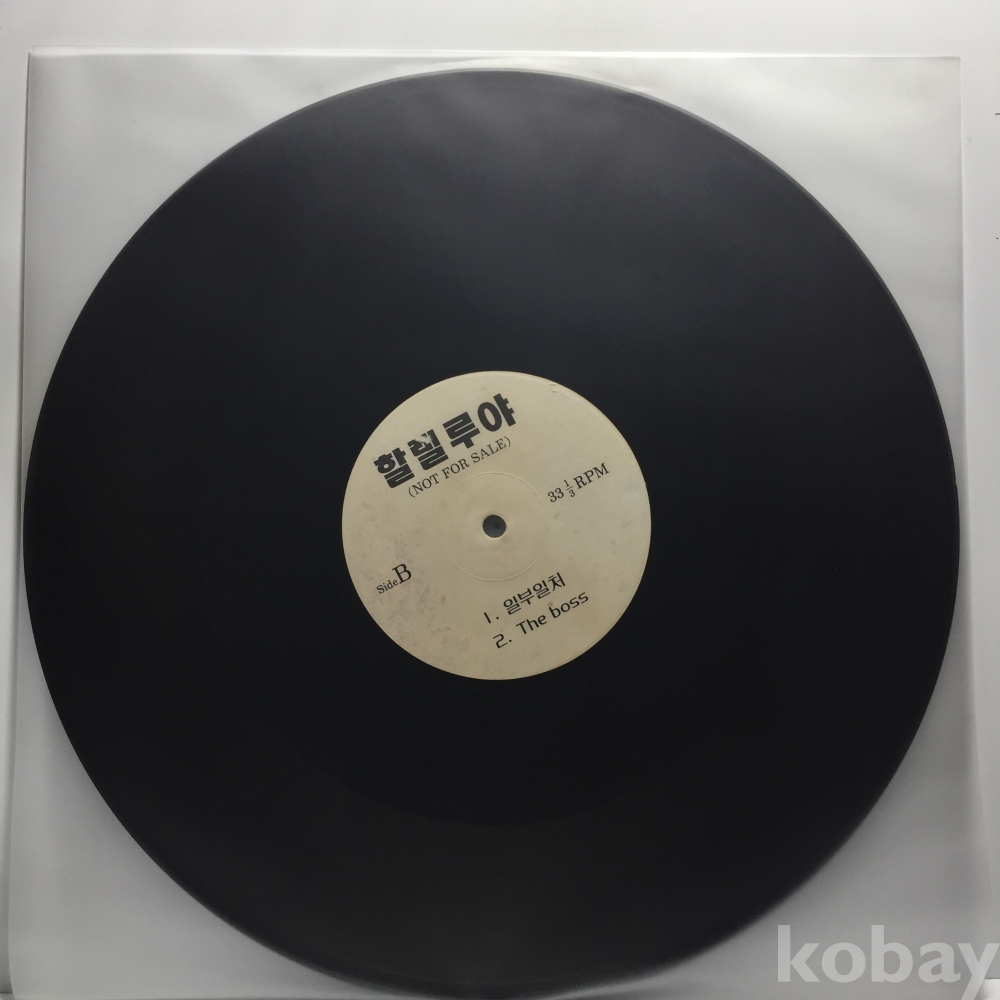 할렐루야
(NOT FOR SALE)
33 1/3 RPM
Side B
1. 일부일처
2. The boss
kobay